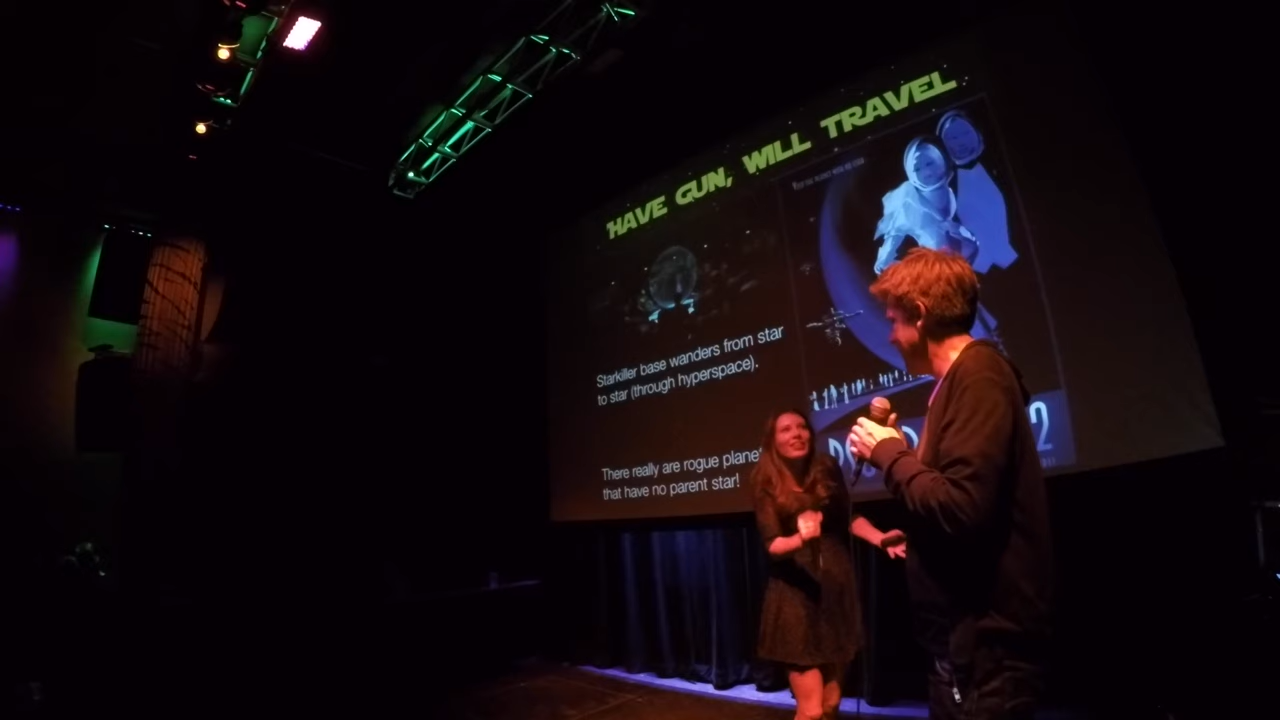 HAVE GUN, WILL TRAVEL
Starkiller base wanders from star
to star (through hyperspace).
There really are rogue
that have no parent star!
2